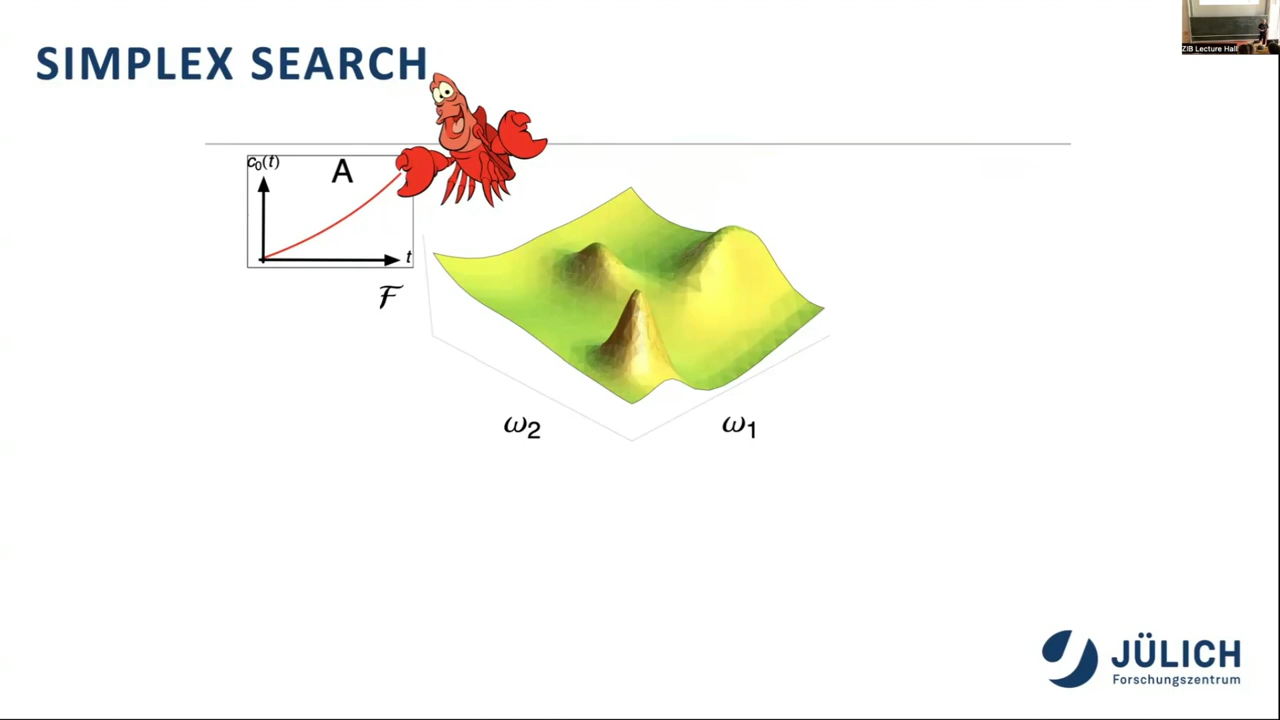 SIMPLEX SEARCH
ZIB Lecture Hall
c₀(t)
A
t
ℱ
ω₂
ω₁
JÜLICH
Forschungszentrum